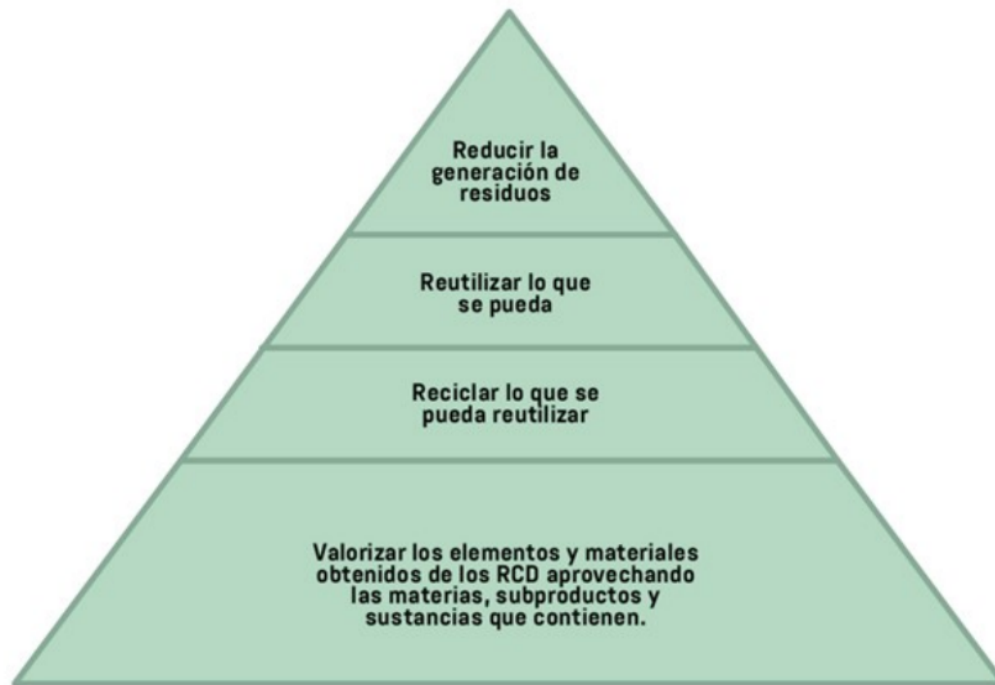 Reducir la
generación de
residuos
Reutilizar lo que
se pueda
Reciclar lo que se
pueda reutilizar
Valorizar los elementos y materiales
obtenidos de los RCD aprovechando
las materias, subproductos y
sustancias que contienen.